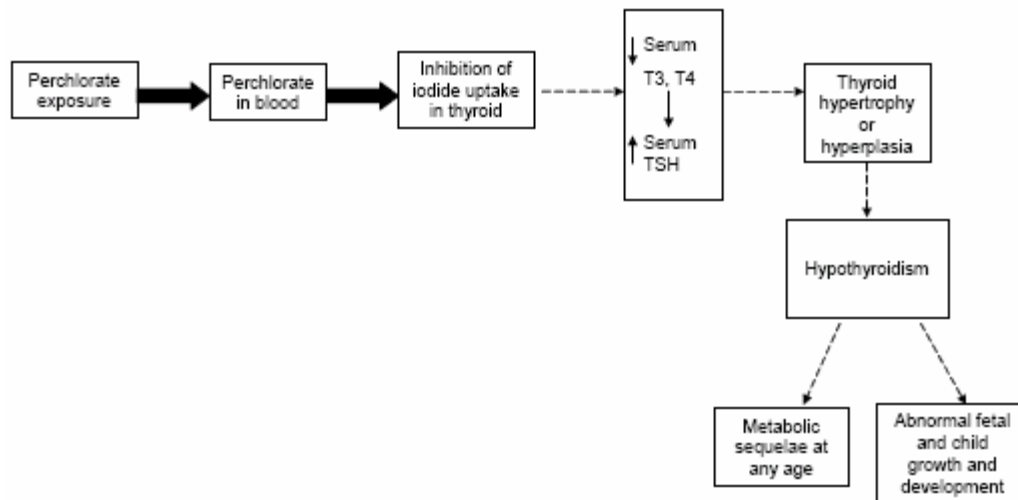 Perchlorate
exposure
Perchlorate
in blood
Inhibition of
iodide uptake
in thyroid
Serum
T3, T4
Serum
TSH
Thyroid
hypertrophy
or
hyperplasia
Hypothyroidism
Metabolic
sequelae at
any age
Abnormal fetal
and child
growth and
development